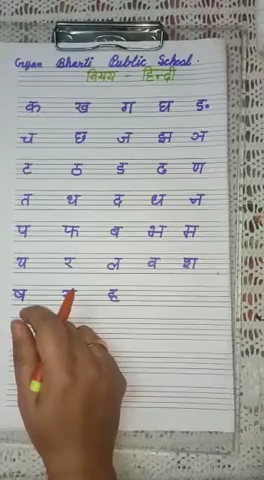 Gyan Bharti Public School.
विषय - हिन्दी
क ख ग घ ङ
च छ ज झ ञ
ट ठ ड ढ ण
त थ द ध न
प फ ब भ म
य र ल व श
ष ह